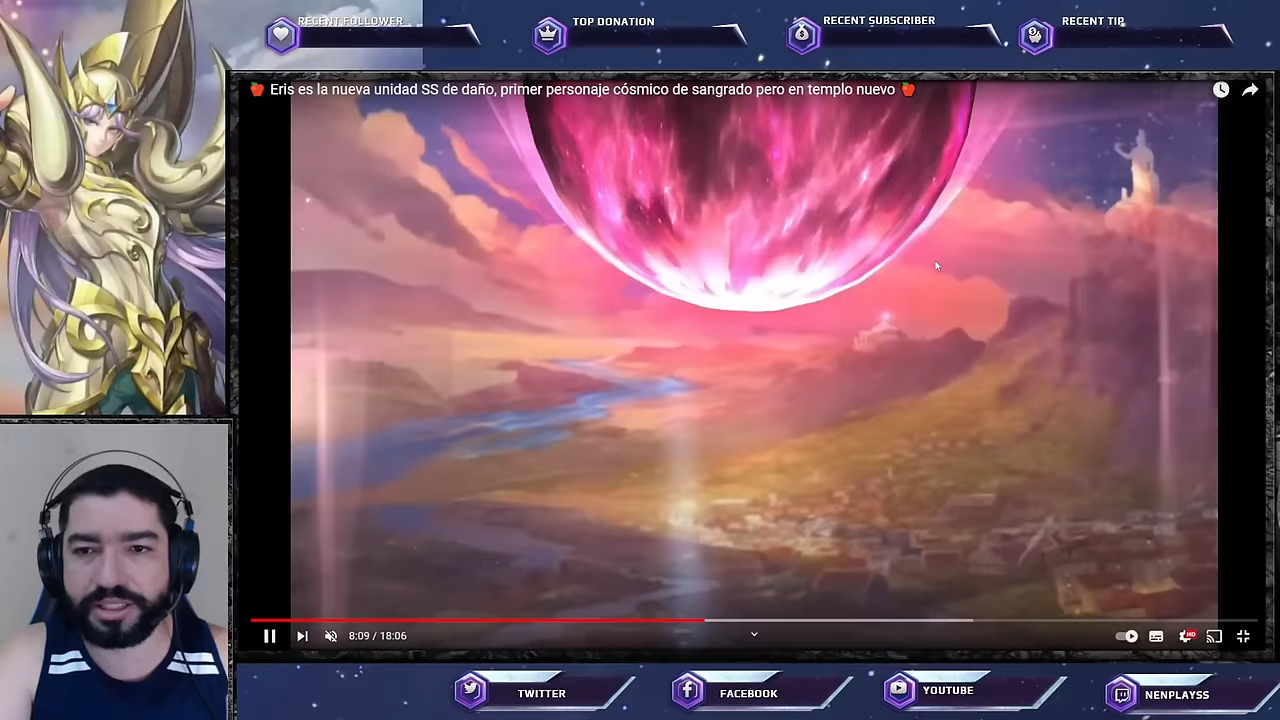 RECENT FOLLOWER
TOP DONATION
RECENT SUBSCRIBER
RECENT TIP
🍎 Eris es la nueva unidad SS de daño, primer personaje cósmico de sangrado pero en templo nuevo 🍎
8:09 / 18:06
HD
TWITTER
FACEBOOK
YOUTUBE
NENPLAYSS